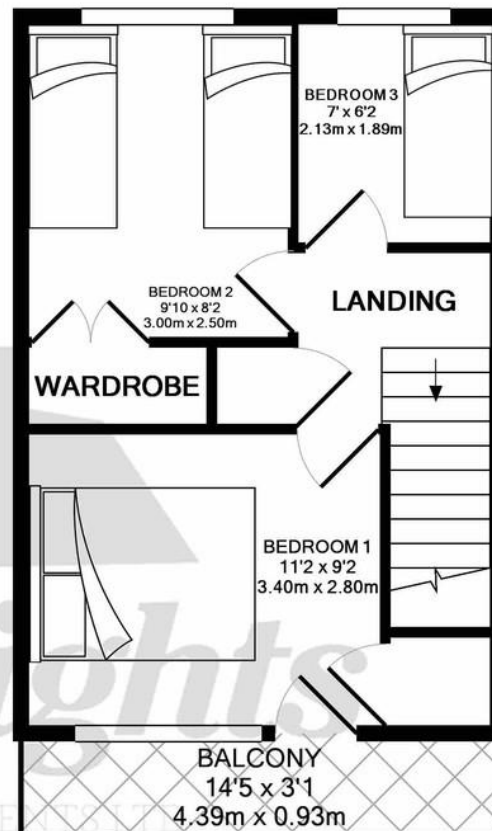 BEDROOM 3
7' x 6'2
2.13m x 1.89m
BEDROOM 2
9'10 x 8'2
3.00m x 2.50m
LANDING
WARDROBE
BEDROOM 1
11'2 x 9'2
3.40m x 2.80m
ights
BALCONY
14'5 x 3'1
4.39m x 0.93m